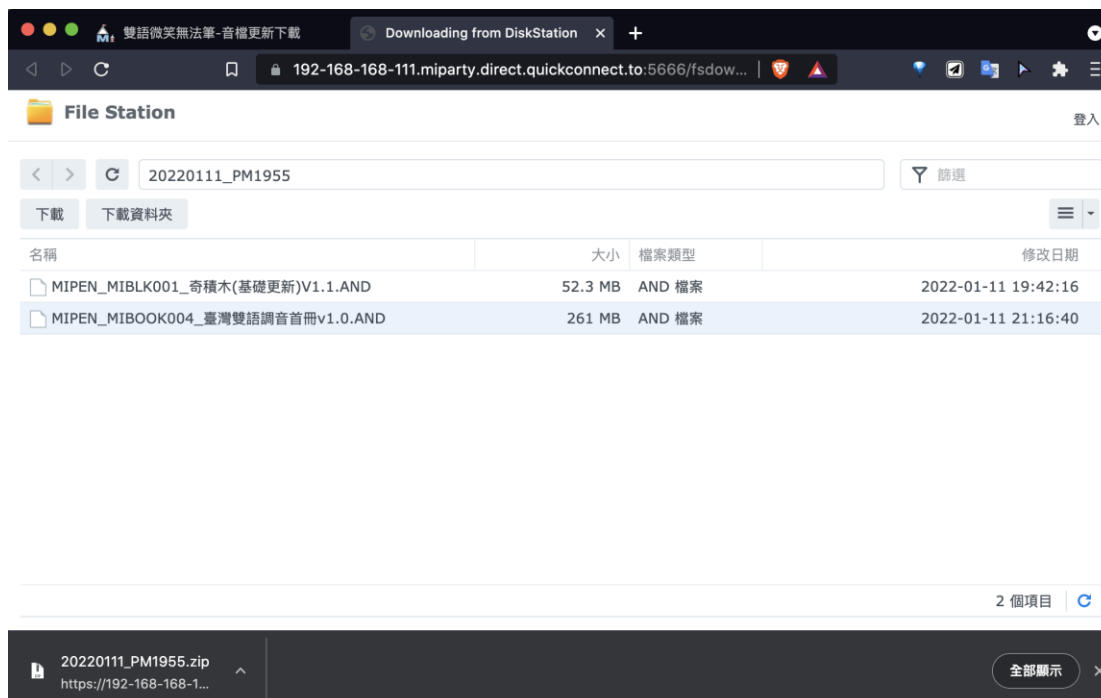 雙語微笑無法筆-音檔更新下載
Downloading from DiskStation
192-168-168-111.miparty.direct.quickconnect.to:5666/fsdow...
File Station
登入
20220111_PM1955
篩選
下載 下載資料夾
名稱 大小 檔案類型 修改日期
MIPEN_MIBLK001_奇積木(基礎更新)V1.1.AND 52.3 MB AND 檔案 2022-01-11 19:42:16
MIPEN_MIBOOK004_臺灣雙語調音首冊v1.0.AND 261 MB AND 檔案 2022-01-11 21:16:40
2 個項目
20220111_PM1955.zip
https://192-168-168-1...
全部顯示